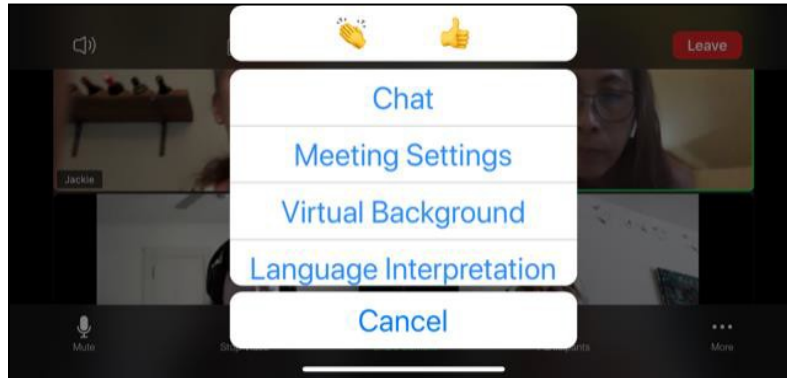 Leave
Chat
Meeting Settings
Jackie
Virtual Background
Language Interpretation
Cancel
Mute
More